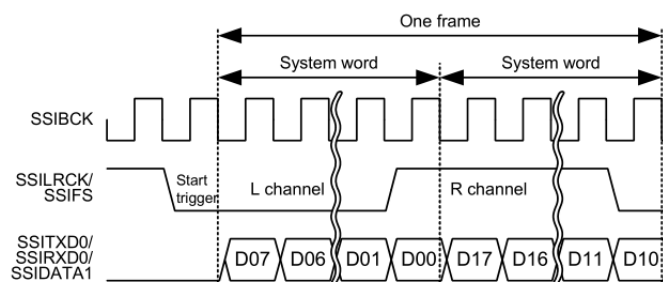 One frame
System word System word
SSIBCK
SSILRCK/
SSIFS
Start
trigger
L channel R channel
SSITXD0/
SSIRXD0/
SSIDATA1
D07 D06 D01 D00 D17 D16 D11 D10